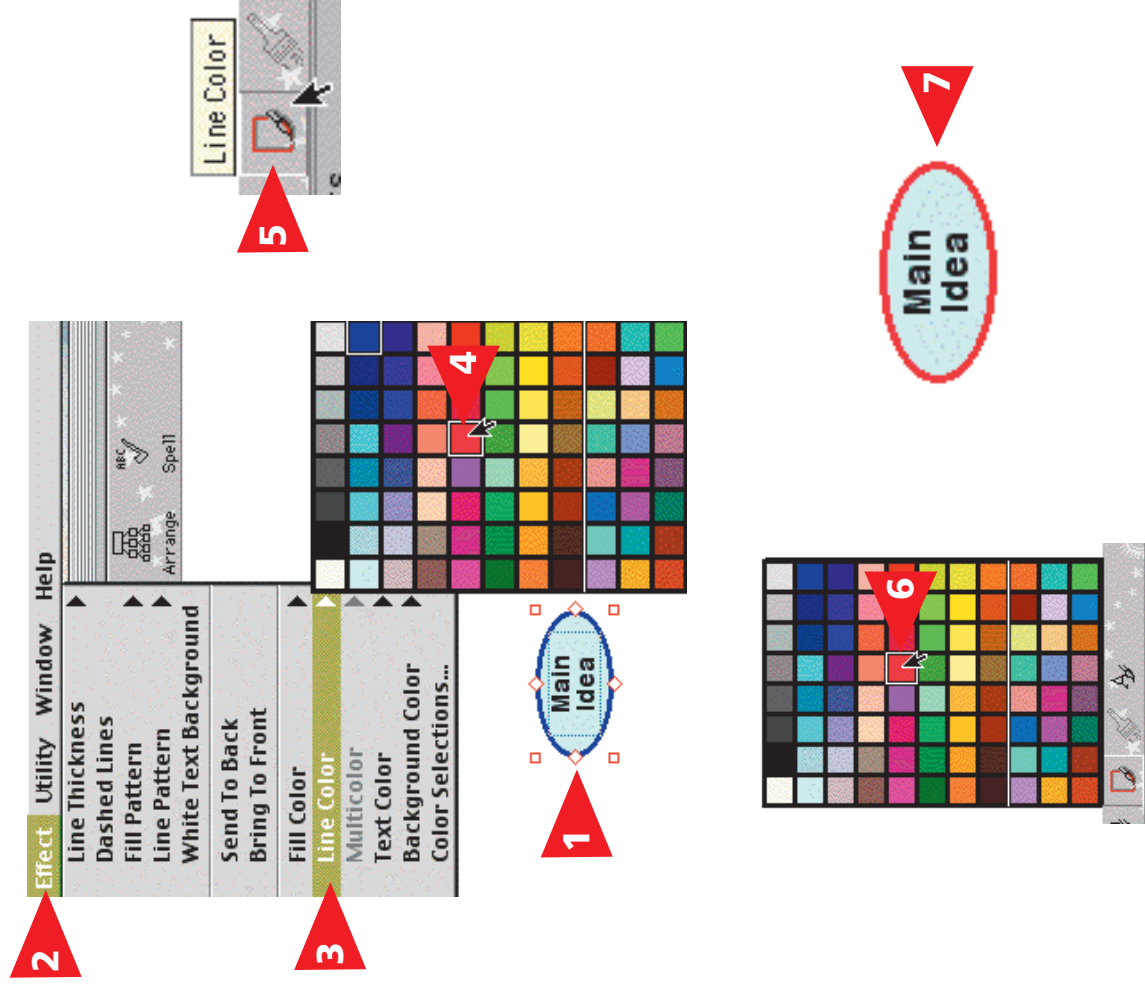 2
Effect Utility Window Help
Line Thickness
Dashed Lines
Fill Pattern
Line Pattern
White Text Background
Send To Back
Bring To Front
Fill Color
3
Line Color
Multicolor
Text Color
Background Color
Color Selections...
ABC
Arrange Spell
4
1
Main
Idea
Line Color
5
6
7
Main
Idea